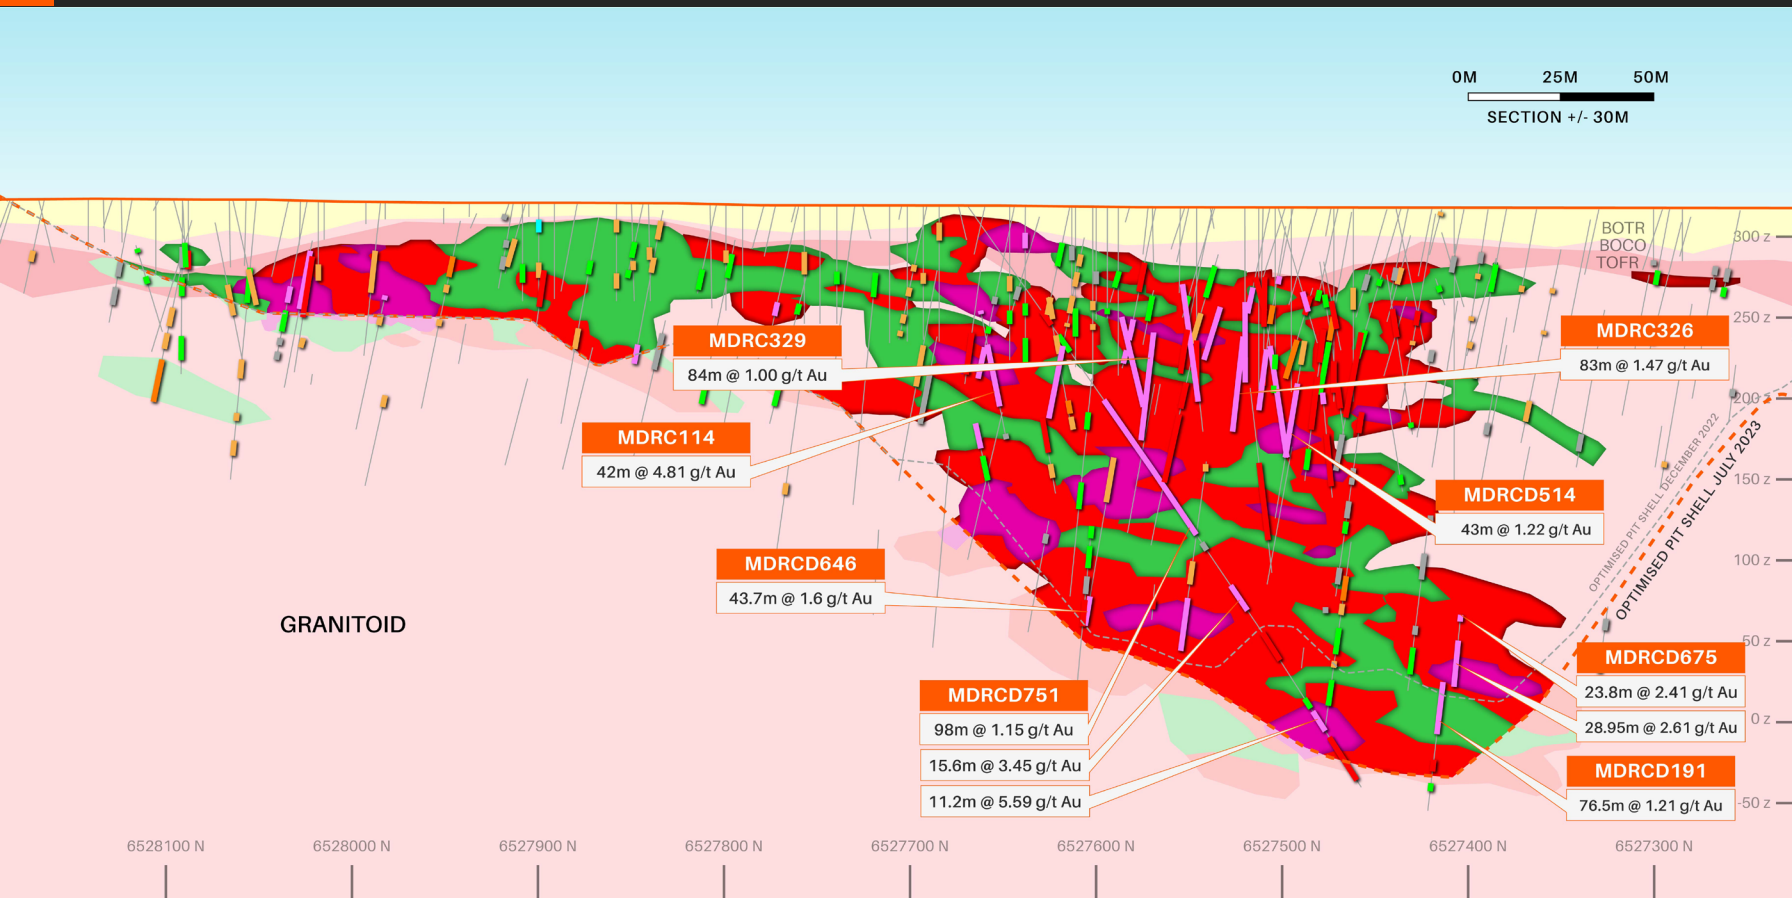 0M 25M 50M
SECTION +/- 30M
BOTR
BOCO
TOFR
300 z
250 z
200 z
150 z
100 z
50 z
0 z
-50 z
MDRC329
84m @ 1.00 g/t Au
MDRC326
83m @ 1.47 g/t Au
MDRC114
42m @ 4.81 g/t Au
MDRCD514
43m @ 1.22 g/t Au
OPTIMISED PIT SHELL DECEMBER 2022
OPTIMISED PIT SHELL JULY 2023
MDRCD646
43.7m @ 1.6 g/t Au
GRANITOID
MDRCD751
98m @ 1.15 g/t Au
15.6m @ 3.45 g/t Au
11.2m @ 5.59 g/t Au
MDRCD675
23.8m @ 2.41 g/t Au
28.95m @ 2.61 g/t Au
MDRCD191
76.5m @ 1.21 g/t Au
6528100 N 6528000 N 6527900 N 6527800 N 6527700 N 6527600 N 6527500 N 6527400 N 6527300 N